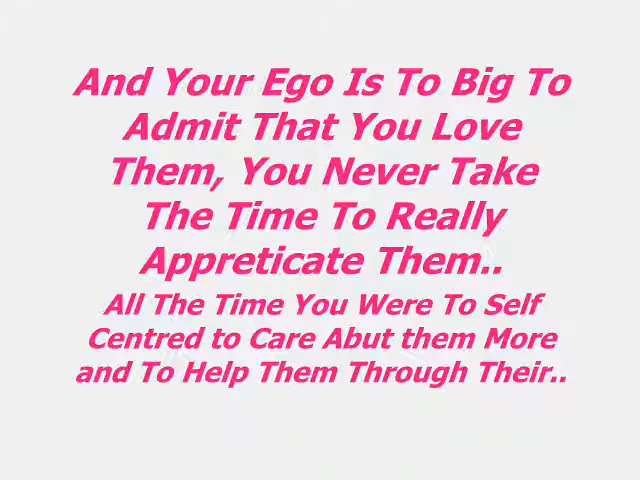 And Your Ego Is To Big To
Admit That You Love
Them, You Never Take
The Time To Really
Appreticate Them..
All The Time You Were To Self
Centred to Care Abut them More
and To Help Them Through Their..